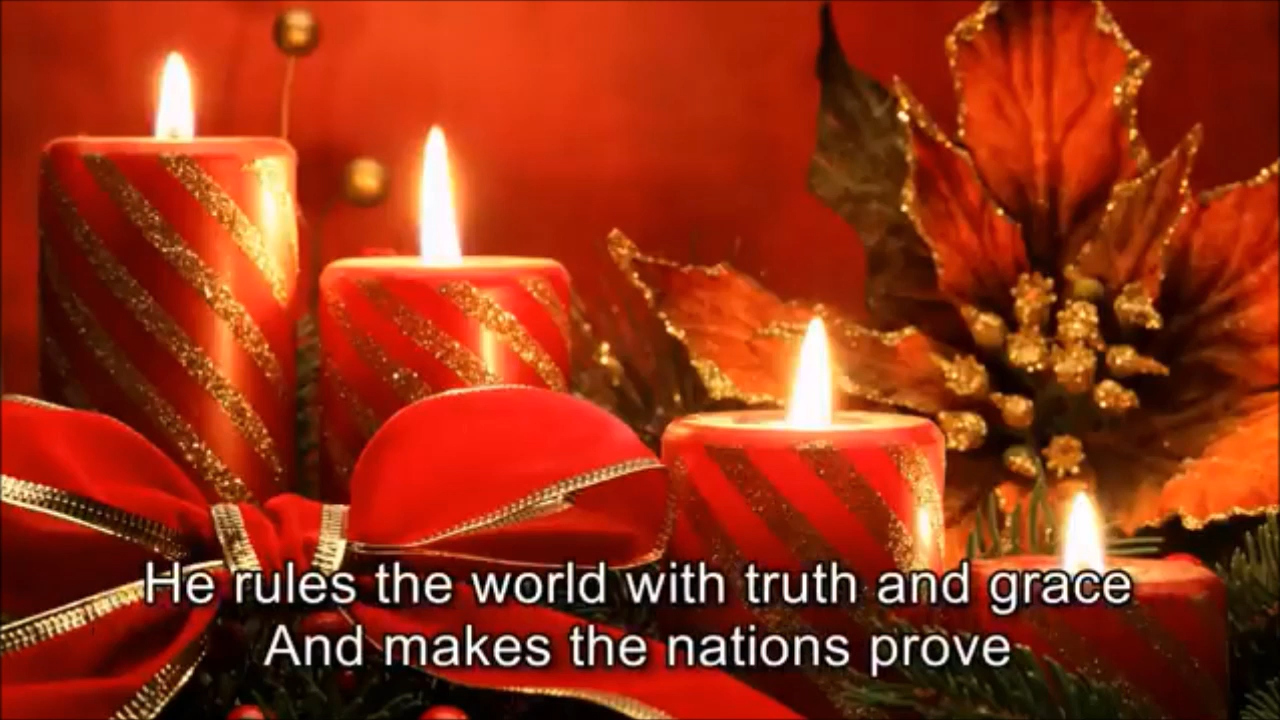 He rules the world with truth and grace
And makes the nations prove